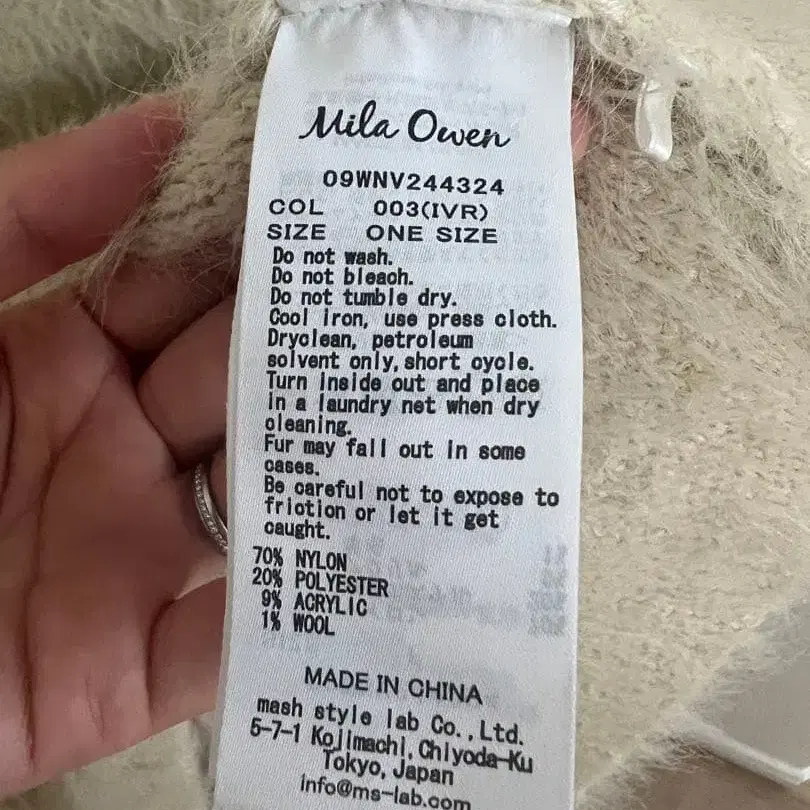 Mila Owen
09WNV244324
COL 003(IVR)
SIZE ONE SIZE
Do not wash.
Do not bleach.
Do not tumble dry.
Cool iron, use press cloth.
Dryclean, petroleum
solvent only, short cycle.
Turn inside out and place
in a laundry net when dry
cleaning.
Fur may fall out in some
cases.
Be careful not to expose to
friction or let it get
caught.
70% NYLON
20% POLYESTER
9% ACRYLIC
1% WOOL
MADE IN CHINA
mash style lab Co.,Ltd.
5-7-1 Kojimachi, Chiyoda-Ku
Tokyo, Japan
info@ms-lab.com